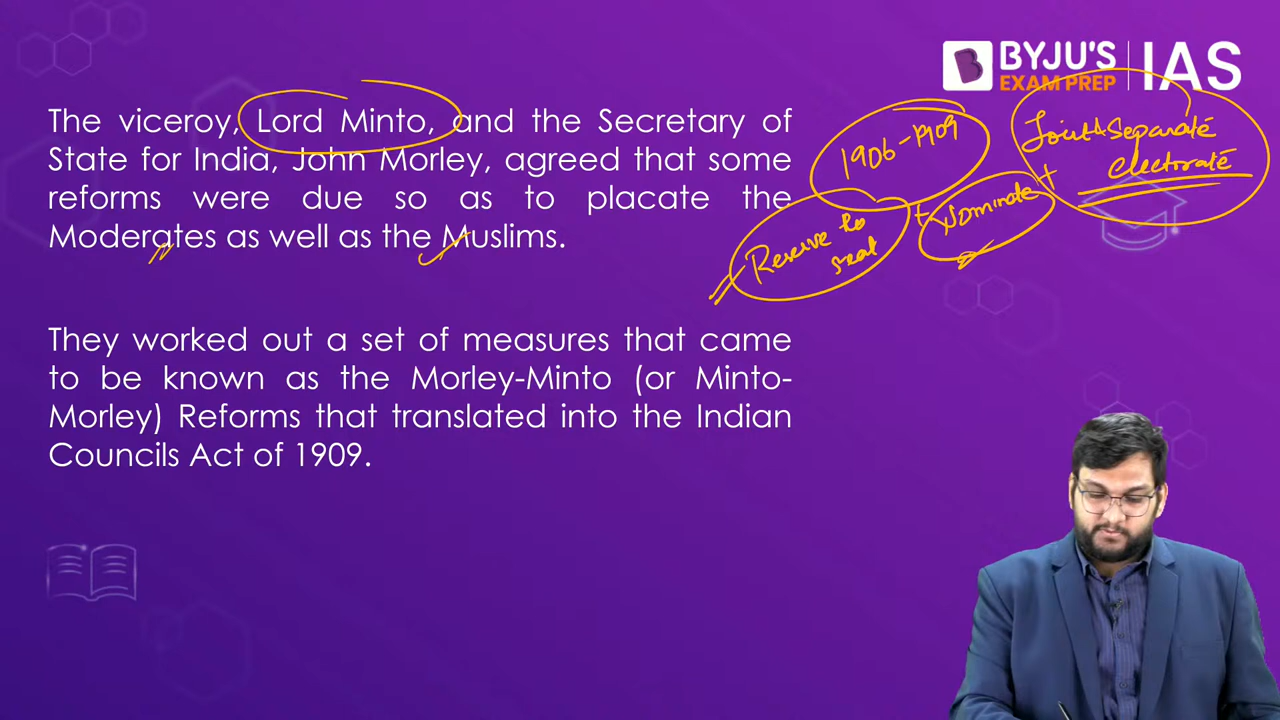 BYJU'S IAS
EXAM PREP
The viceroy, Lord Minto, and the Secretary of
State for India, John Morley, agreed that some
reforms were due so as to placate the
Moderates as well as the Muslims.
They worked out a set of measures that came
to be known as the Morley-Minto (or Minto-
Morley) Reforms that translated into the Indian
Councils Act of 1909.
1906-1909
Joint + Separate
electorate
+
+ Nominate
Reserve to
seat